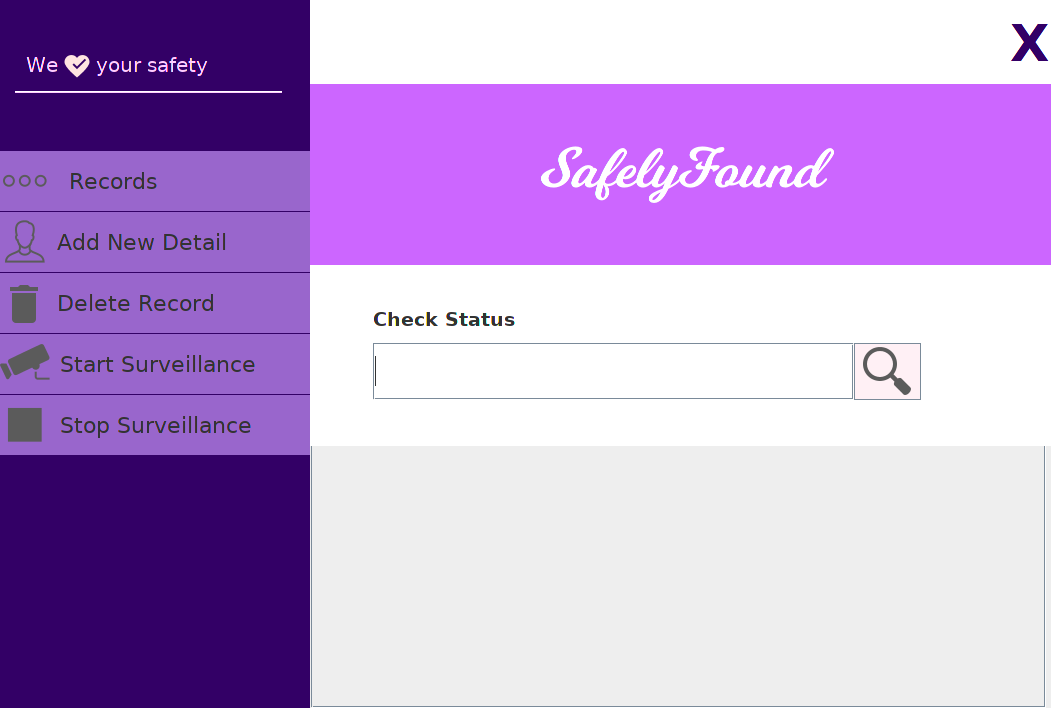 We your safety
X
SafelyFound
Records
Add New Detail
Delete Record
Start Surveillance
Stop Surveillance
Check Status